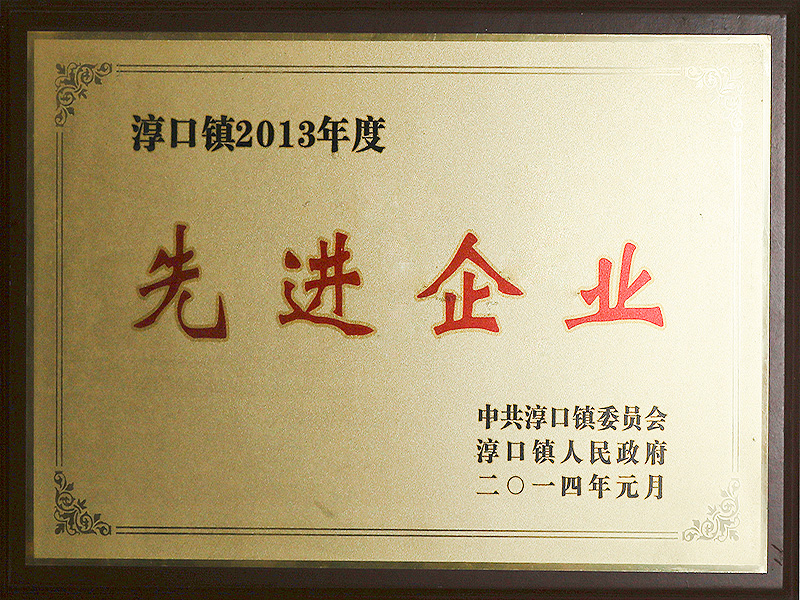 淳口镇2013年度
先进企业
中共淳口镇委员会
淳口镇人民政府
二〇一四年元月